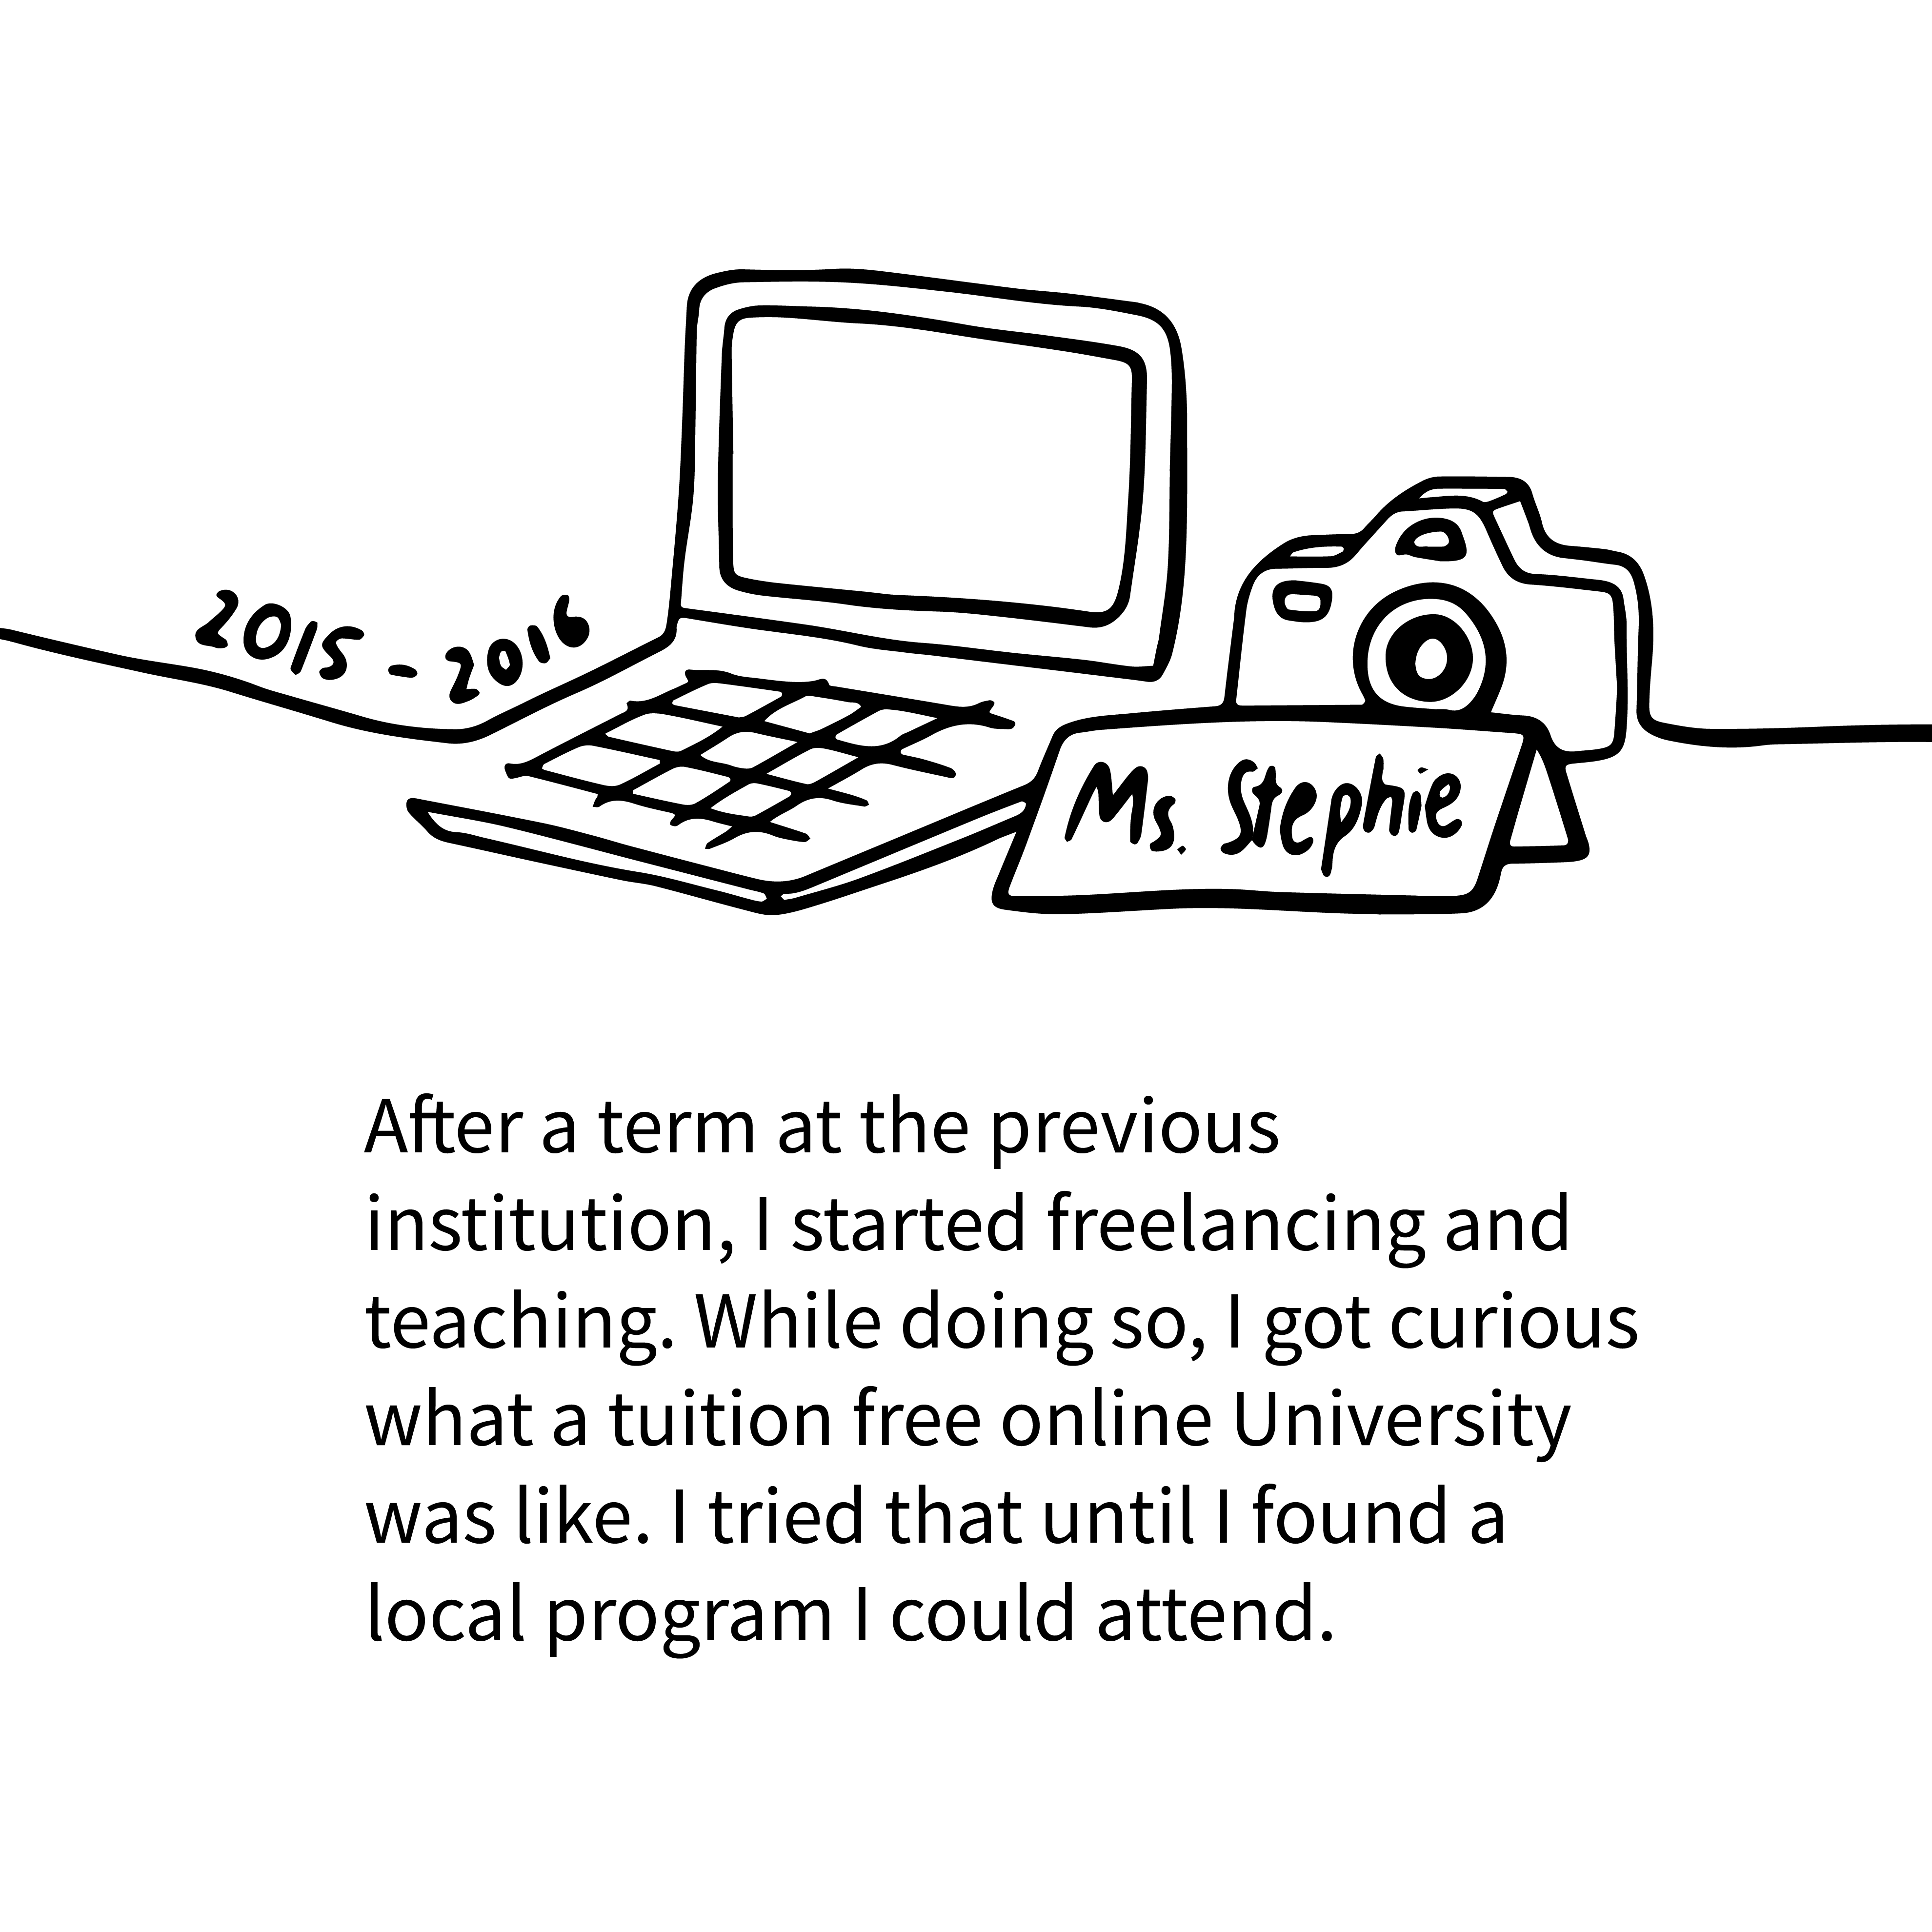 2015 - 2016
Ms. Stephnie
After a term at the previous
institution, I started freelancing and
teaching. While doing so, I got curious
what a tuition free online University
was like. I tried that until I found a
local program I could attend.